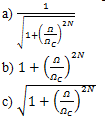 a) 1/√(1+(Ω/Ω_C)^2N)
b) 1 + (Ω/Ω_C)^2N
c) √(1 + (Ω/Ω_C)^2N)